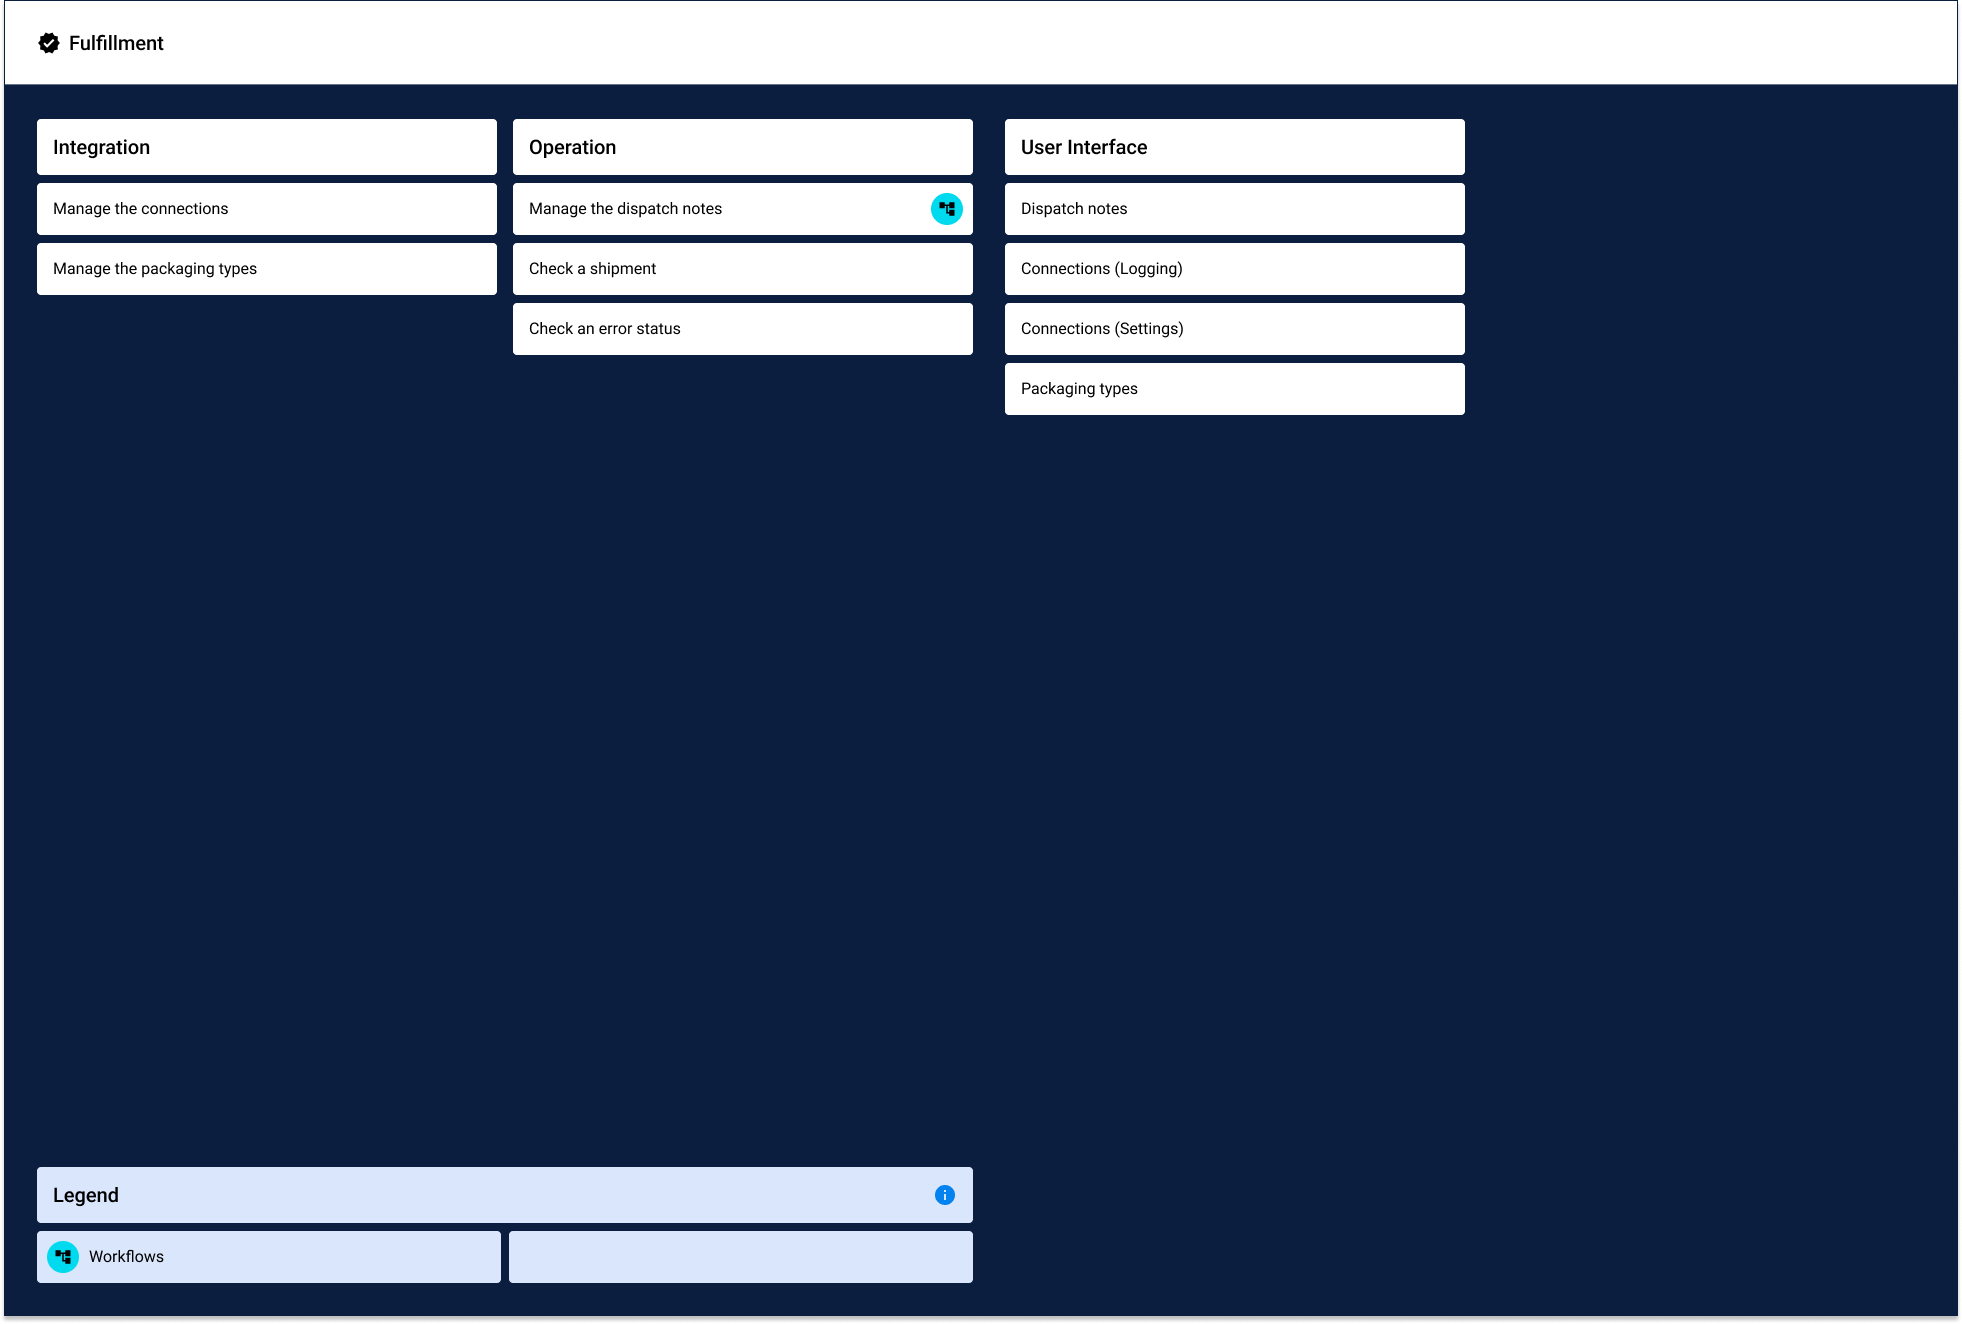 Fulfillment
Integration
Manage the connections
Manage the packaging types
Operation
Manage the dispatch notes
Check a shipment
Check an error status
User Interface
Dispatch notes
Connections (Logging)
Connections (Settings)
Packaging types
Legend
Workflows